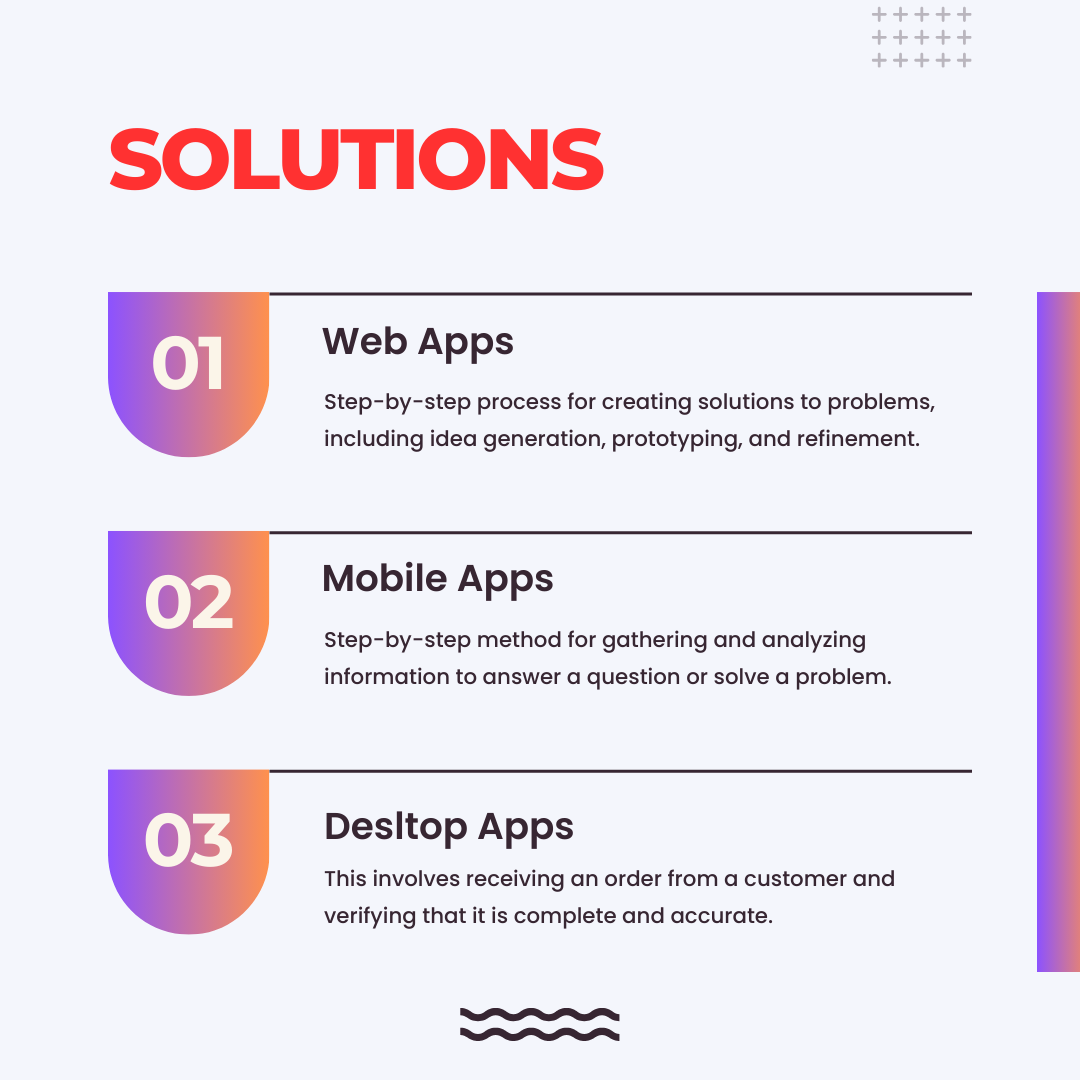 SOLUTIONS
01
Web Apps
Step-by-step process for creating solutions to problems,
including idea generation, prototyping, and refinement.
02
Mobile Apps
Step-by-step method for gathering and analyzing
information to answer a question or solve a problem.
03
Desltop Apps
This involves receiving an order from a customer and
verifying that it is complete and accurate.